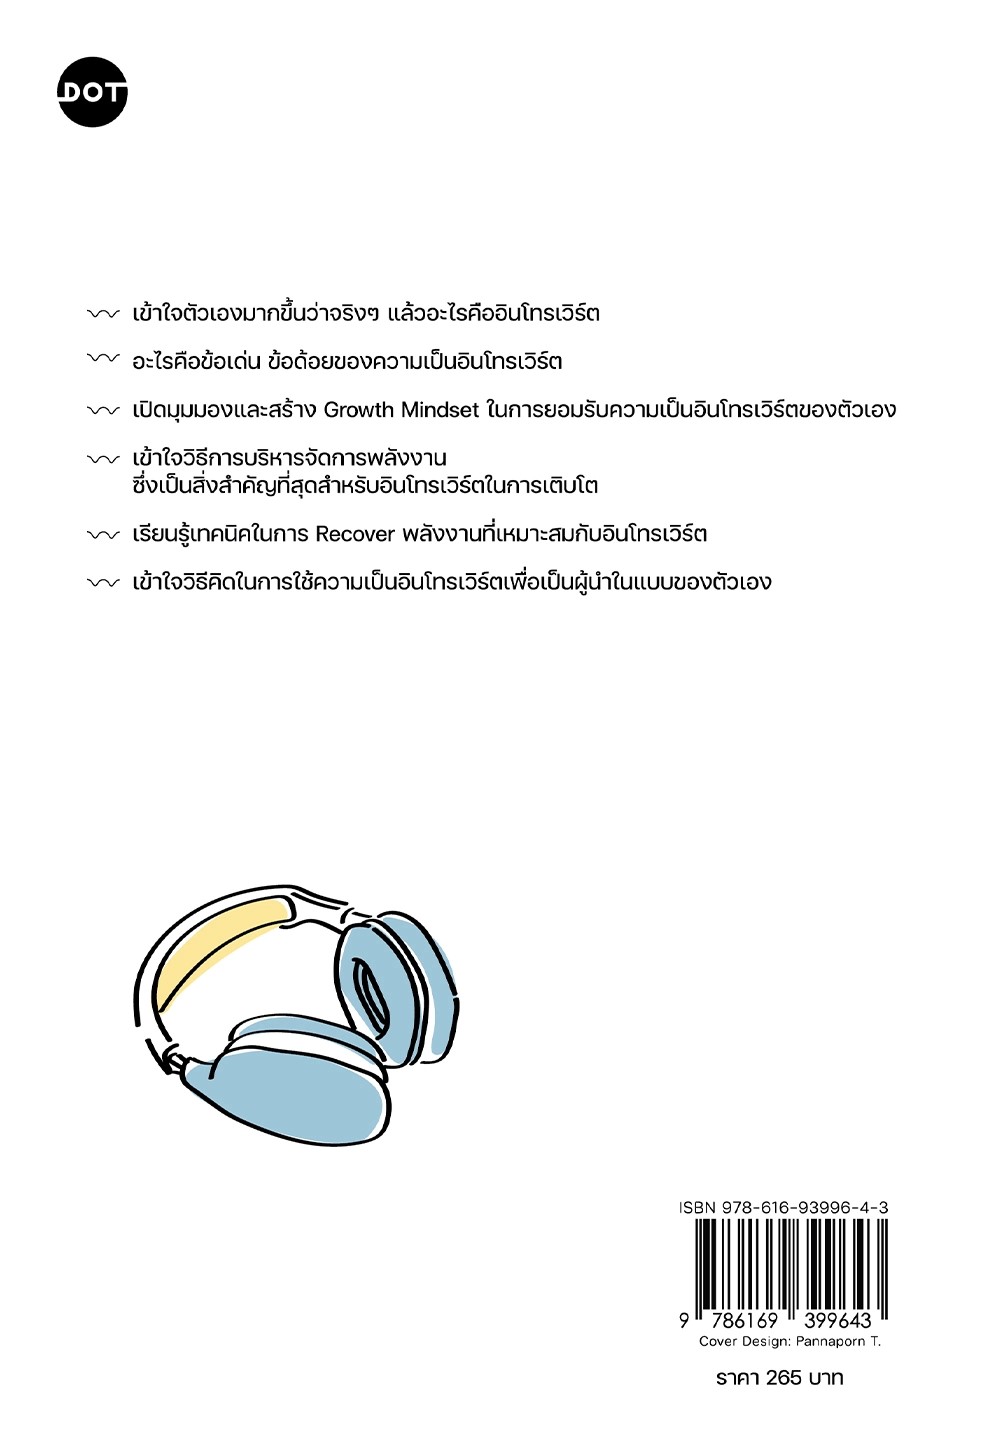 DOT
เข้าใจตัวเองมากขึ้นว่าจริงๆ แล้วอะไรคืออินโทรเวิร์ต
อะไรคือข้อเด่น ข้อด้อยของความเป็นอินโทรเวิร์ต
เปิดมุมมองและสร้าง Growth Mindset ในการยอมรับความเป็นอินโทรเวิร์ตของตัวเอง
เข้าใจวิธีการบริหารจัดการพลังงาน
ซึ่งเป็นสิ่งสำคัญที่สุดสำหรับอินโทรเวิร์ตในการเติบโต
เรียนรู้เทคนิคในการ Recover พลังงานที่เหมาะสมกับอินโทรเวิร์ต
เข้าใจวิธีคิดในการใช้ความเป็นอินโทรเวิร์ตเพื่อเป็นผู้นำในแบบของตัวเอง
ISBN 978-616-93996-4-3
9 786169 399643
Cover Design: Pannaporn T.
ราคา 265 บาท